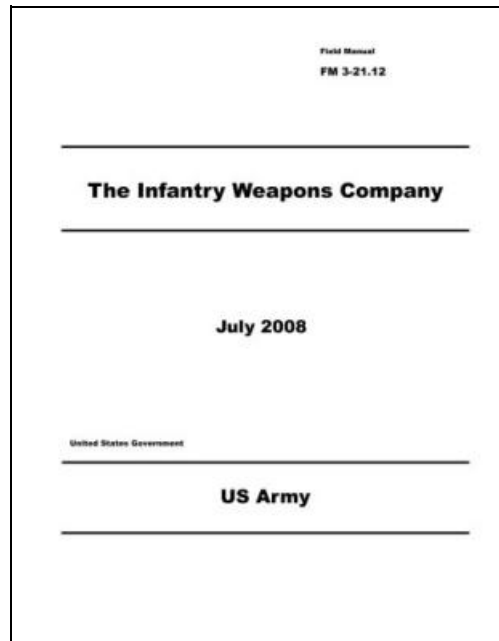 Field Manual
FM 3-21.12
The Infantry Weapons Company
July 2008
United States Government
US Army